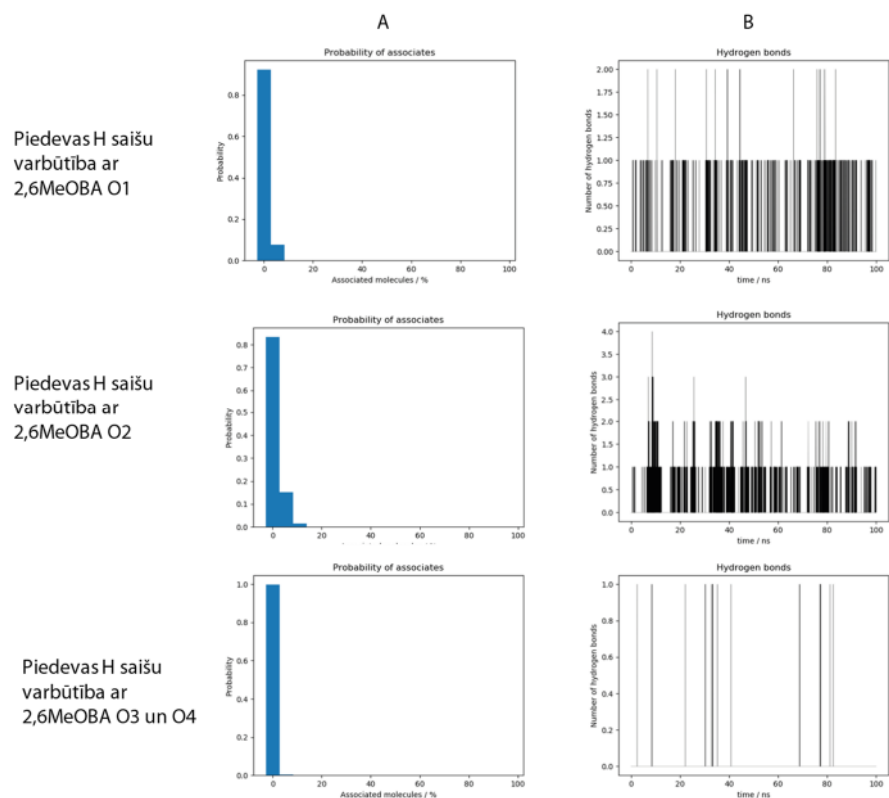 A
B
Piedevas H saišu
varbūtība ar
2,6MeOBA O1
Probability of associates
Probability
0.8
0.6
0.4
0.2
0.0
0 20 40 60 80 100
Associated molecules / %
Hydrogen bonds
Number of hydrogen bonds
2.00
1.75
1.50
1.25
1.00
0.75
0.50
0.25
0.00
0 20 40 60 80 100
time / ns
Piedevas H saišu
varbūtība ar
2,6MeOBA O2
Probability of associates
Probability
0.8
0.7
0.6
0.5
0.4
0.3
0.2
0.1
0.0
0 20 40 60 80 100
Hydrogen bonds
Number of hydrogen bonds
4.0
3.5
3.0
2.5
2.0
1.5
1.0
0.5
0.0
0 20 40 60 80 100
time / ns
Piedevas H saišu
varbūtība ar
2,6MeOBA O3 un O4
Probability of associates
Probability
1.0
0.8
0.6
0.4
0.2
0.0
0 20 40 60 80 100
Associated molecules / %
Hydrogen bonds
Number of hydrogen bonds
1.0
0.8
0.6
0.4
0.2
0.0
0 20 40 60 80 100
time / ns